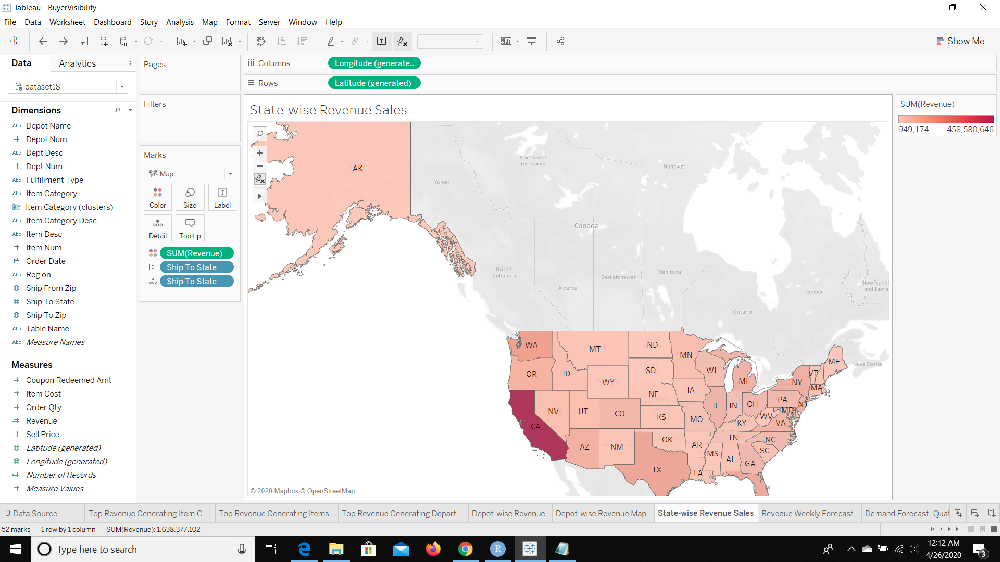 Tableau - BuyerVisibility
File Data Worksheet Dashboard Story Analysis Map Format Server Window Help
Show Me
Data Analytics
dataset18
Dimensions
Abc Depot Name
# Depot Num
Abc Dept Desc
# Dept Num
Abc Fulfillment Type
Abc Item Category
Item Category (clusters)
Abc Item Category Desc
Abc Item Desc
# Item Num
Order Date
Abc Region
Ship From Zip
Ship To State
Ship To Zip
Abc Table Name
Abc Measure Names
Measures
# Coupon Redeemed Amt
# Item Cost
# Order Qty
=# Revenue
# Sell Price
Latitude (generated)
Longitude (generated)
=# Number of Records
# Measure Values
Pages
Filters
Marks
Map
Color Size Label
Detail Tooltip
SUM(Revenue)
Ship To State
Ship To State
Columns Longitude (generate..
Rows Latitude (generated)
State-wise Revenue Sales
AK
Northwest
Territories
Nunavut
Yukon
Canada
British
Columbia
Saskatchewan
Manitoba
Alberta
Newfound
and Labra
Quebec
Ontario
Nova Scotia
WA MT ND MN ME
OR ID SD WI VT
WY MI NY MA
NE IA
United
States
NV UT CO KS MO IL IN OH PA NJ MD
CA KY WV VA
AZ NM OK AR TN NC
TX LA MS AL GA SC
© 2020 Mapbox © OpenStreetMap
SUM(Revenue)
949,174 458,580,646
Data Source Top Revenue Generating Item C... Top Revenue Generating Items Top Revenue Generating Depart... Depot-wise Revenue Depot-wise Revenue Map State-wise Revenue Sales Revenue Weekly Forecast Demand Forecast -Quat
52 marks 1 row by 1 column SUM(Revenue): 1,638,377,102
Type here to search
12:12 AM
4/26/2020
3